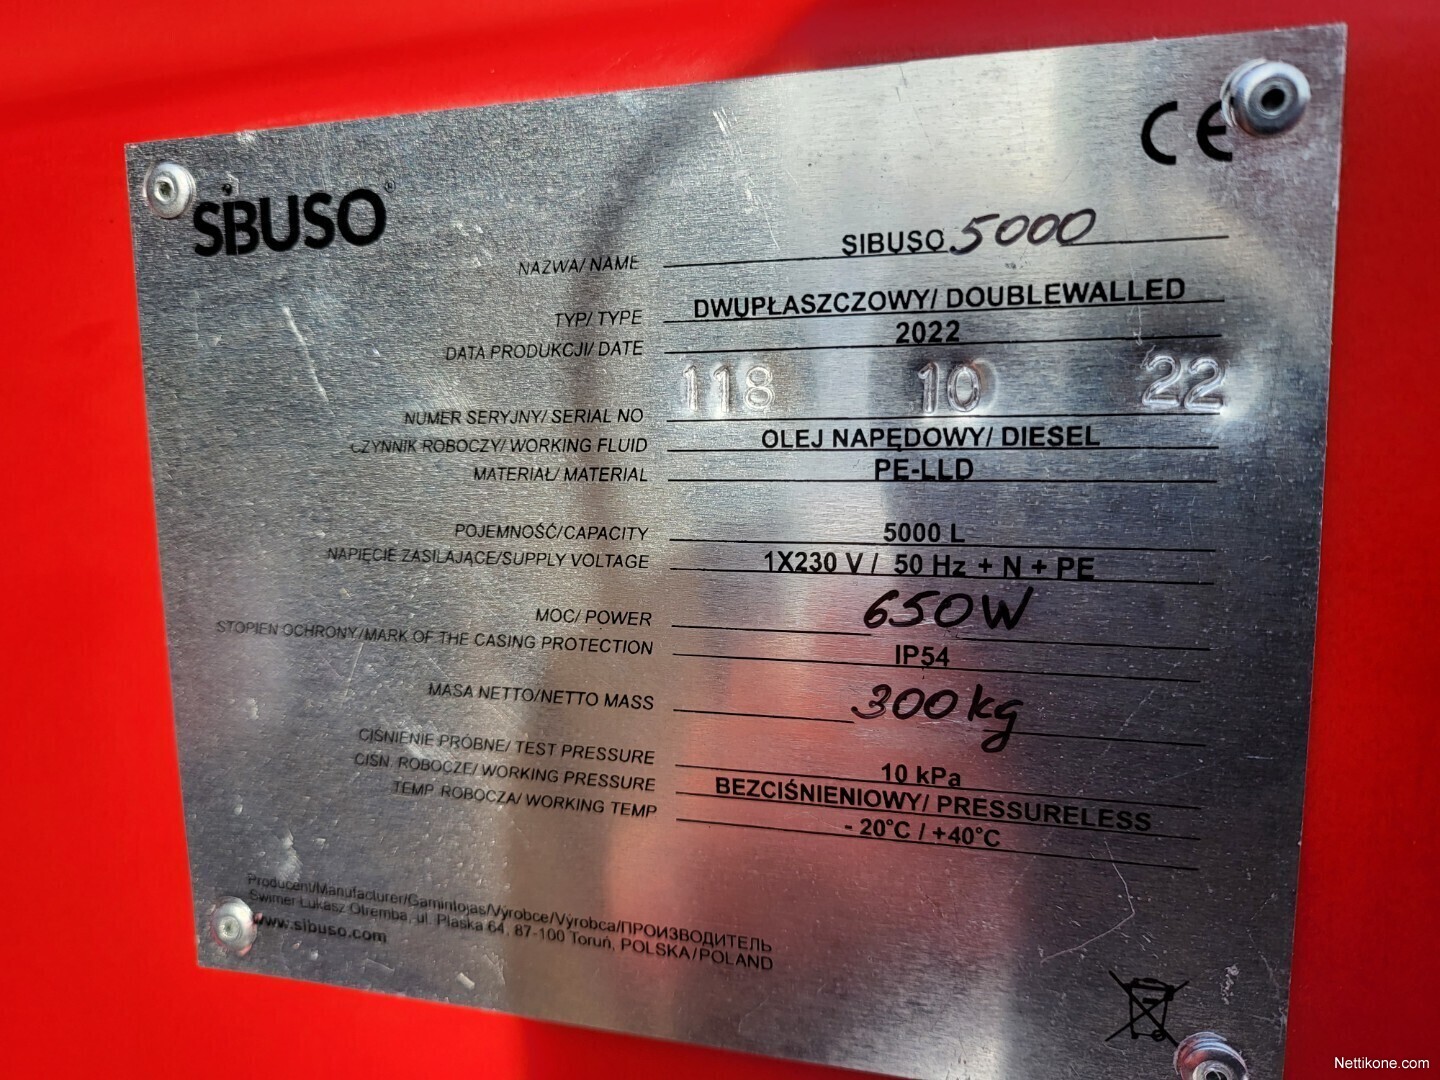 CE
SIBUSO®
NAZWA/ NAME SIBUSO 5000
TYP/ TYPE DWUPŁASZCZOWY/ DOUBLEWALLED
DATA PRODUKCJI/ DATE 2022
NUMER SERYJNY/ SERIAL NO 118 10 22
CZYNNIK ROBOCZY/ WORKING FLUID OLEJ NAPĘDOWY/ DIESEL
MATERIAŁ/ MATERIAL PE-LLD
POJEMNOŚĆ/CAPACITY 5000 L
NAPIĘCIE ZASILAJĄCE/SUPPLY VOLTAGE 1X230 V / 50 Hz + N + PE
MOC/ POWER 650W
STOPIEŃ OCHRONY/MARK OF THE CASING PROTECTION IP54
MASA NETTO/NETTO MASS 300kg
CIŚNIENIE PRÓBNE/ TEST PRESSURE 10 kPa
CIŚN. ROBOCZE/ WORKING PRESSURE BEZCIŚNIENIOWY/ PRESSURELESS
TEMP. ROBOCZA/ WORKING TEMP - 20°C / +40°C
Producent/Manufacturer/Gamintojas/Výrobce/Výrobca/ПРОИЗВОДИТЕЛЬ
Swimer Łukasz Otremba, ul. Płaska 64, 87-100 Toruń, POLSKA/POLAND
www.sibuso.com
Nettikone.com